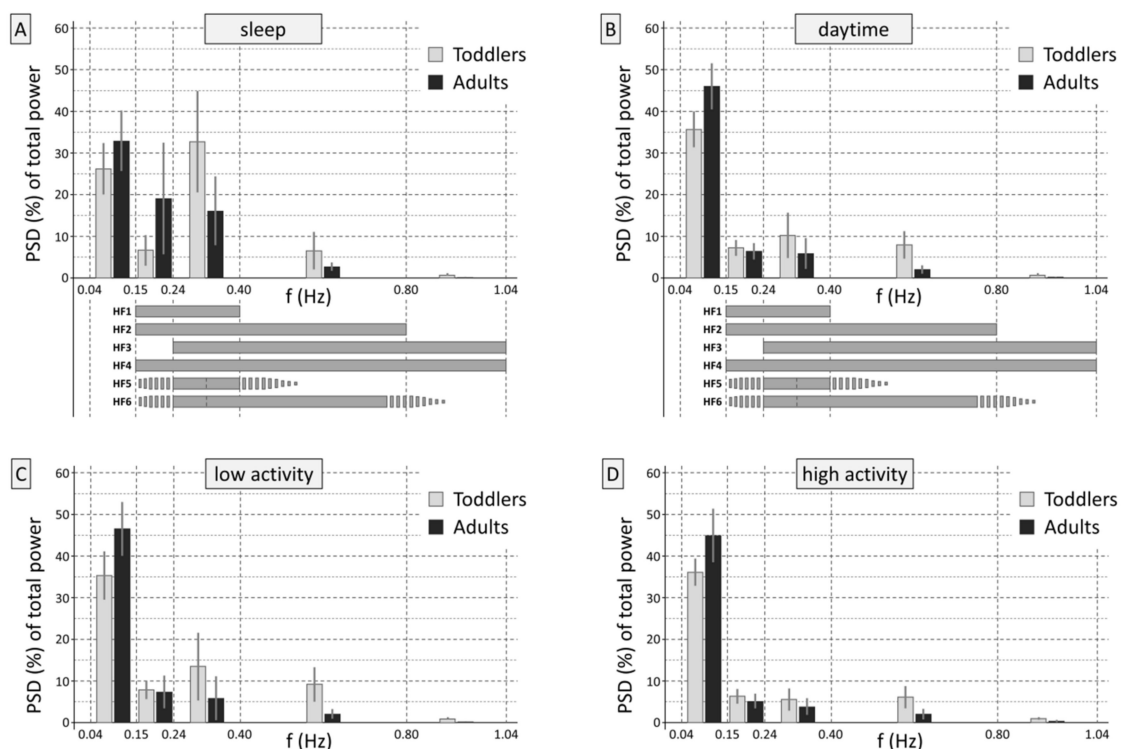 A
sleep
60
50
40
30
20
10
0
PSD (%) of total power
Toddlers
Adults
0.04 0.15 0.24 0.40 0.80 1.04
f (Hz)
HF1
HF2
HF3
HF4
HF5
HF6
B
daytime
60
50
40
30
20
10
0
PSD (%) of total power
Toddlers
Adults
0.04 0.15 0.24 0.40 0.80 1.04
f (Hz)
HF1
HF2
HF3
HF4
HF5
HF6
C
low activity
60
50
40
30
20
10
0
PSD (%) of total power
Toddlers
Adults
0.04 0.15 0.24 0.40 0.80 1.04
f (Hz)
D
high activity
60
50
40
30
20
10
0
PSD (%) of total power
Toddlers
Adults
0.04 0.15 0.24 0.40 0.80 1.04
f (Hz)